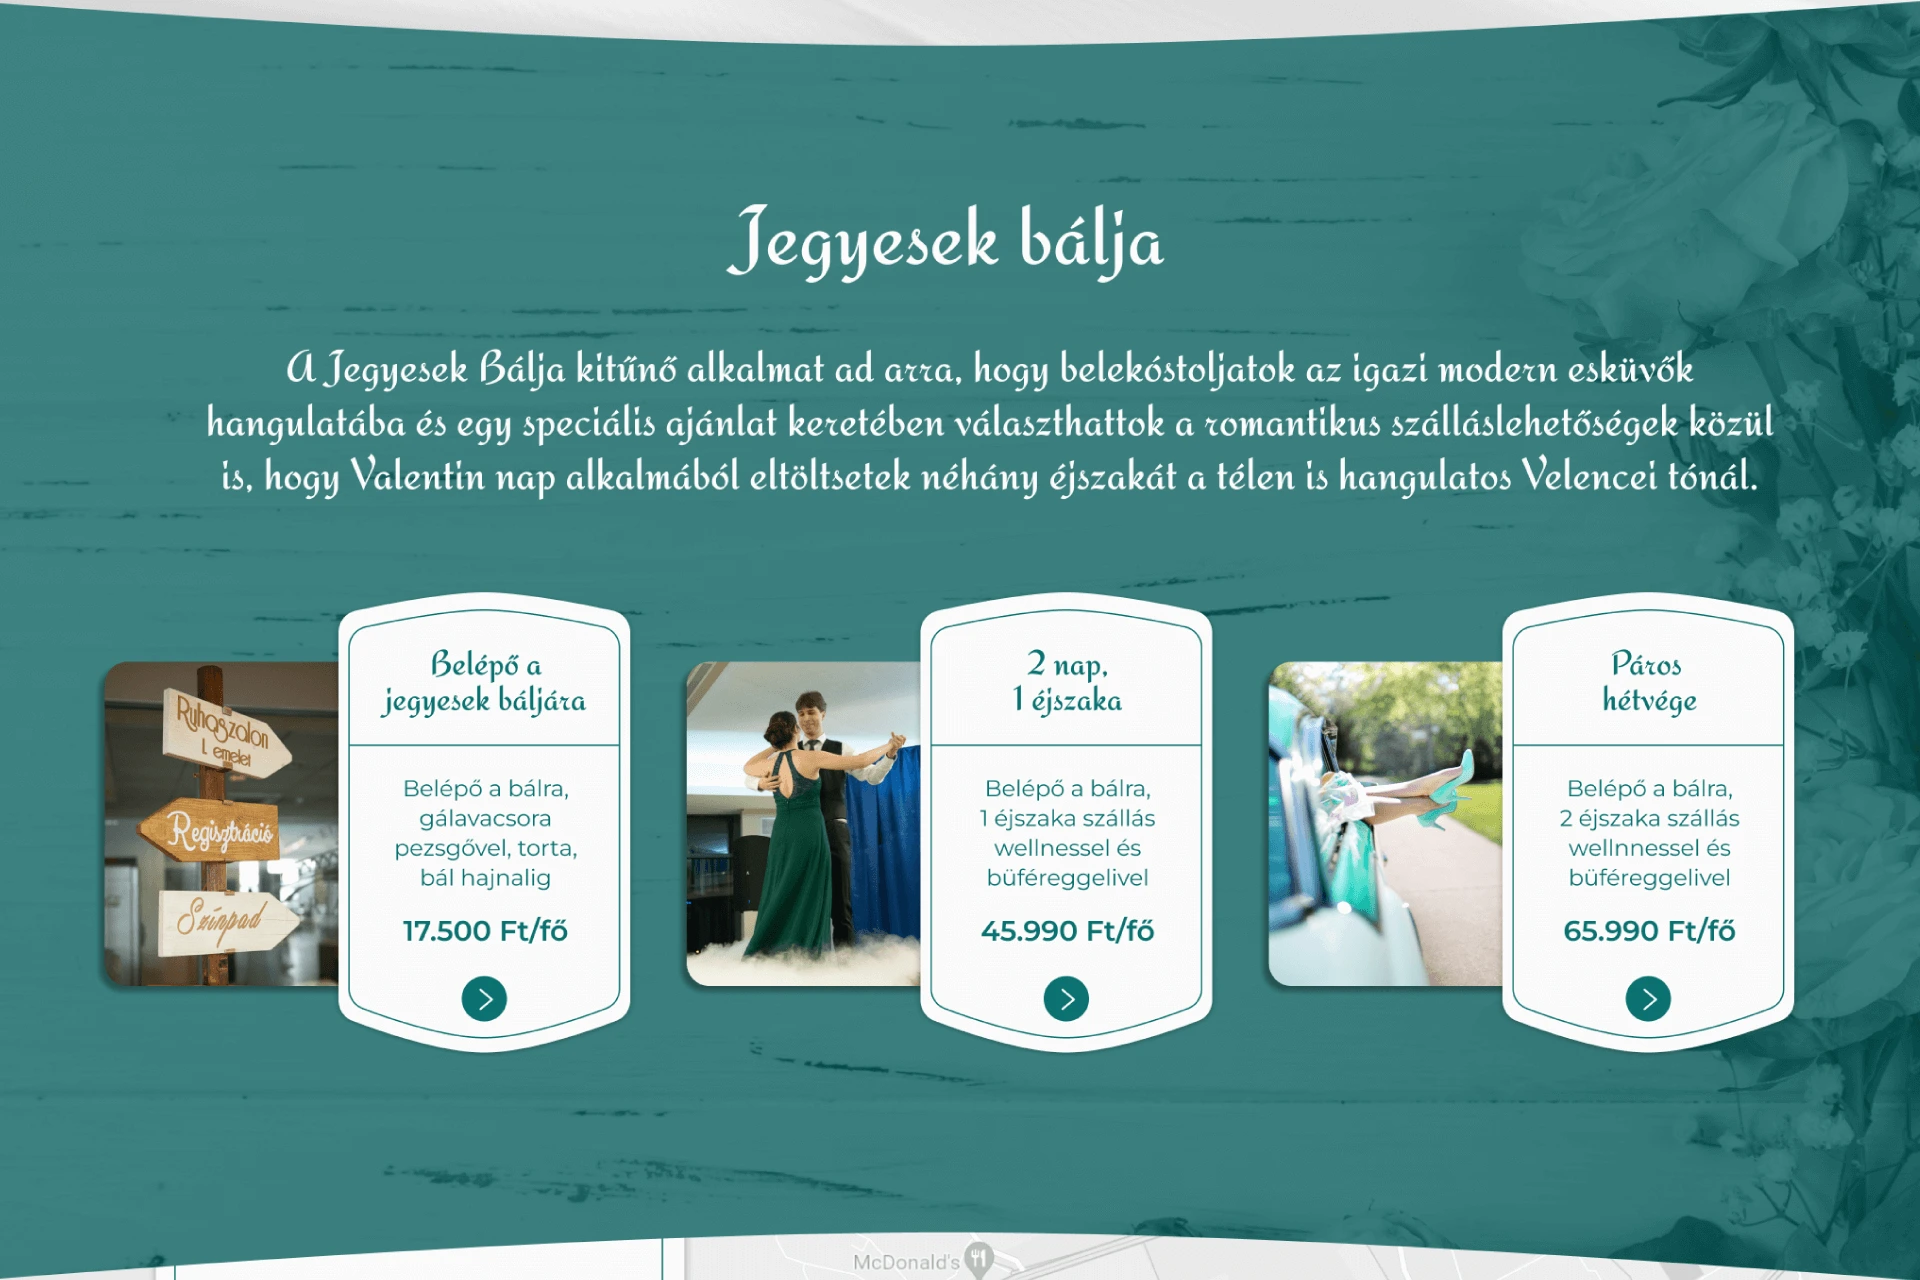 Jegyesek bálja
A Jegyesek Bálja kitűnő alkalmat ad arra, hogy belekóstoljatok az igazi modern esküvők
hangulatába és egy speciális ajánlat keretében választhattok a romantikus szálláslehetőségek közül
is, hogy Valentin nap alkalmából eltöltsetek néhány éjszakát a télen is hangulatos Velencei tónál.
Ruhaszalon
1. emelet
Regisztráció
Színpad
Belépő a
jegyesek báljára
Belépő a bálra,
gálavacsora
pezsgővel, torta,
bál hajnalig
17.500 Ft/fő
2 nap,
1 éjszaka
Belépő a bálra,
1 éjszaka szállás
wellnessel és
büféreggelivel
45.990 Ft/fő
Páros
hétvége
Belépő a bálra,
2 éjszaka szállás
wellnnessel és
büféreggelivel
65.990 Ft/fő
McDonald's